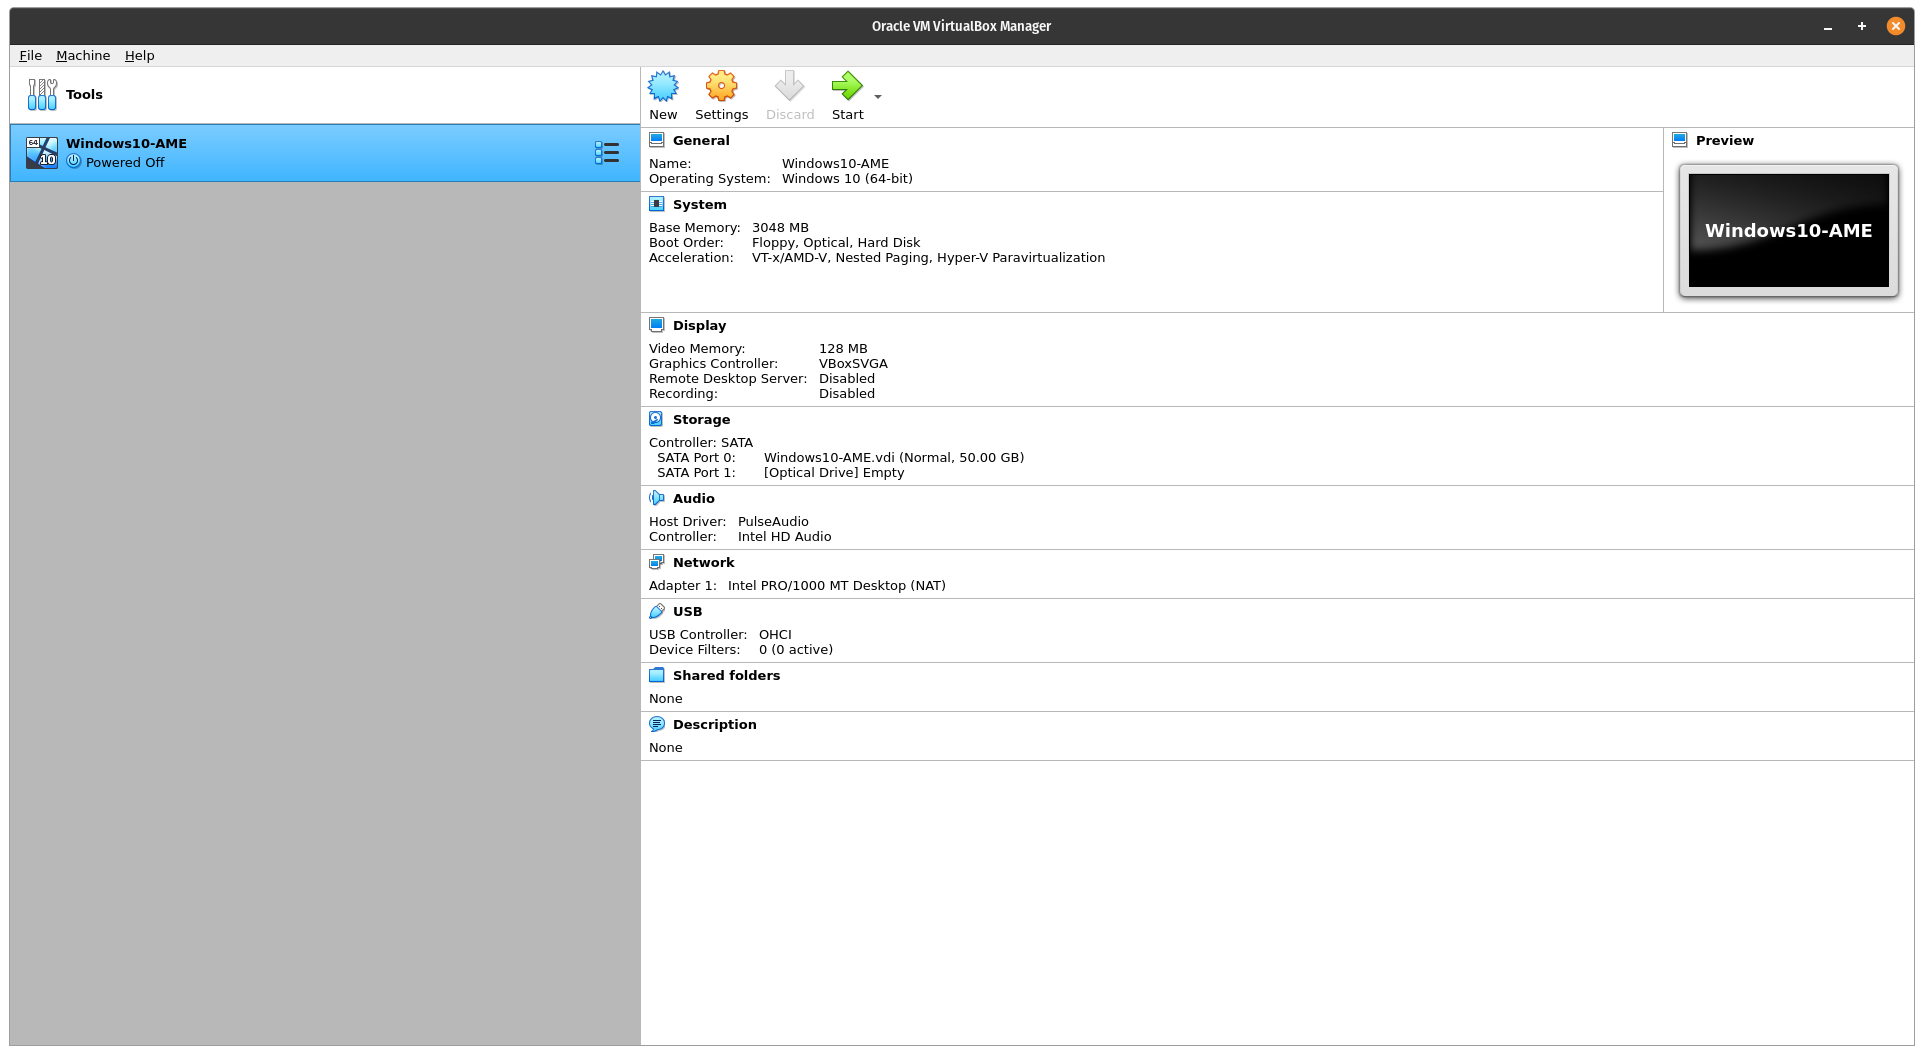 Oracle VM VirtualBox Manager
File Machine Help
Tools
New Settings Discard Start
64
10
Windows10-AME
Powered Off
General
Name: Windows10-AME
Operating System: Windows 10 (64-bit)
Preview
Windows10-AME
System
Base Memory: 3048 MB
Boot Order: Floppy, Optical, Hard Disk
Acceleration: VT-x/AMD-V, Nested Paging, Hyper-V Paravirtualization
Display
Video Memory: 128 MB
Graphics Controller: VBoxSVGA
Remote Desktop Server: Disabled
Recording: Disabled
Storage
Controller: SATA
SATA Port 0: Windows10-AME.vdi (Normal, 50.00 GB)
SATA Port 1: [Optical Drive] Empty
Audio
Host Driver: PulseAudio
Controller: Intel HD Audio
Network
Adapter 1: Intel PRO/1000 MT Desktop (NAT)
USB
USB Controller: OHCI
Device Filters: 0 (0 active)
Shared folders
None
Description
None